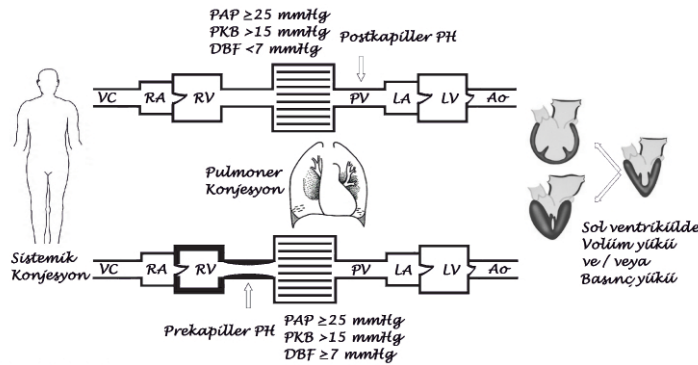 PAP ≥25 mmHg
PKB >15 mmHg
DBF <7 mmHg
Postkapiller PH
VC
RA
RV
PV
LA
LV
Ao
Pulmoner
Konjesyon
Sistemik
Konjesyon
Sol ventrikülde
Volüm yükü
ve / veya
Basınç yükü
VC
RA
RV
PV
LA
LV
Ao
Prekapiller PH
PAP ≥25 mmHg
PKB >15 mmHg
DBF ≥7 mmHg